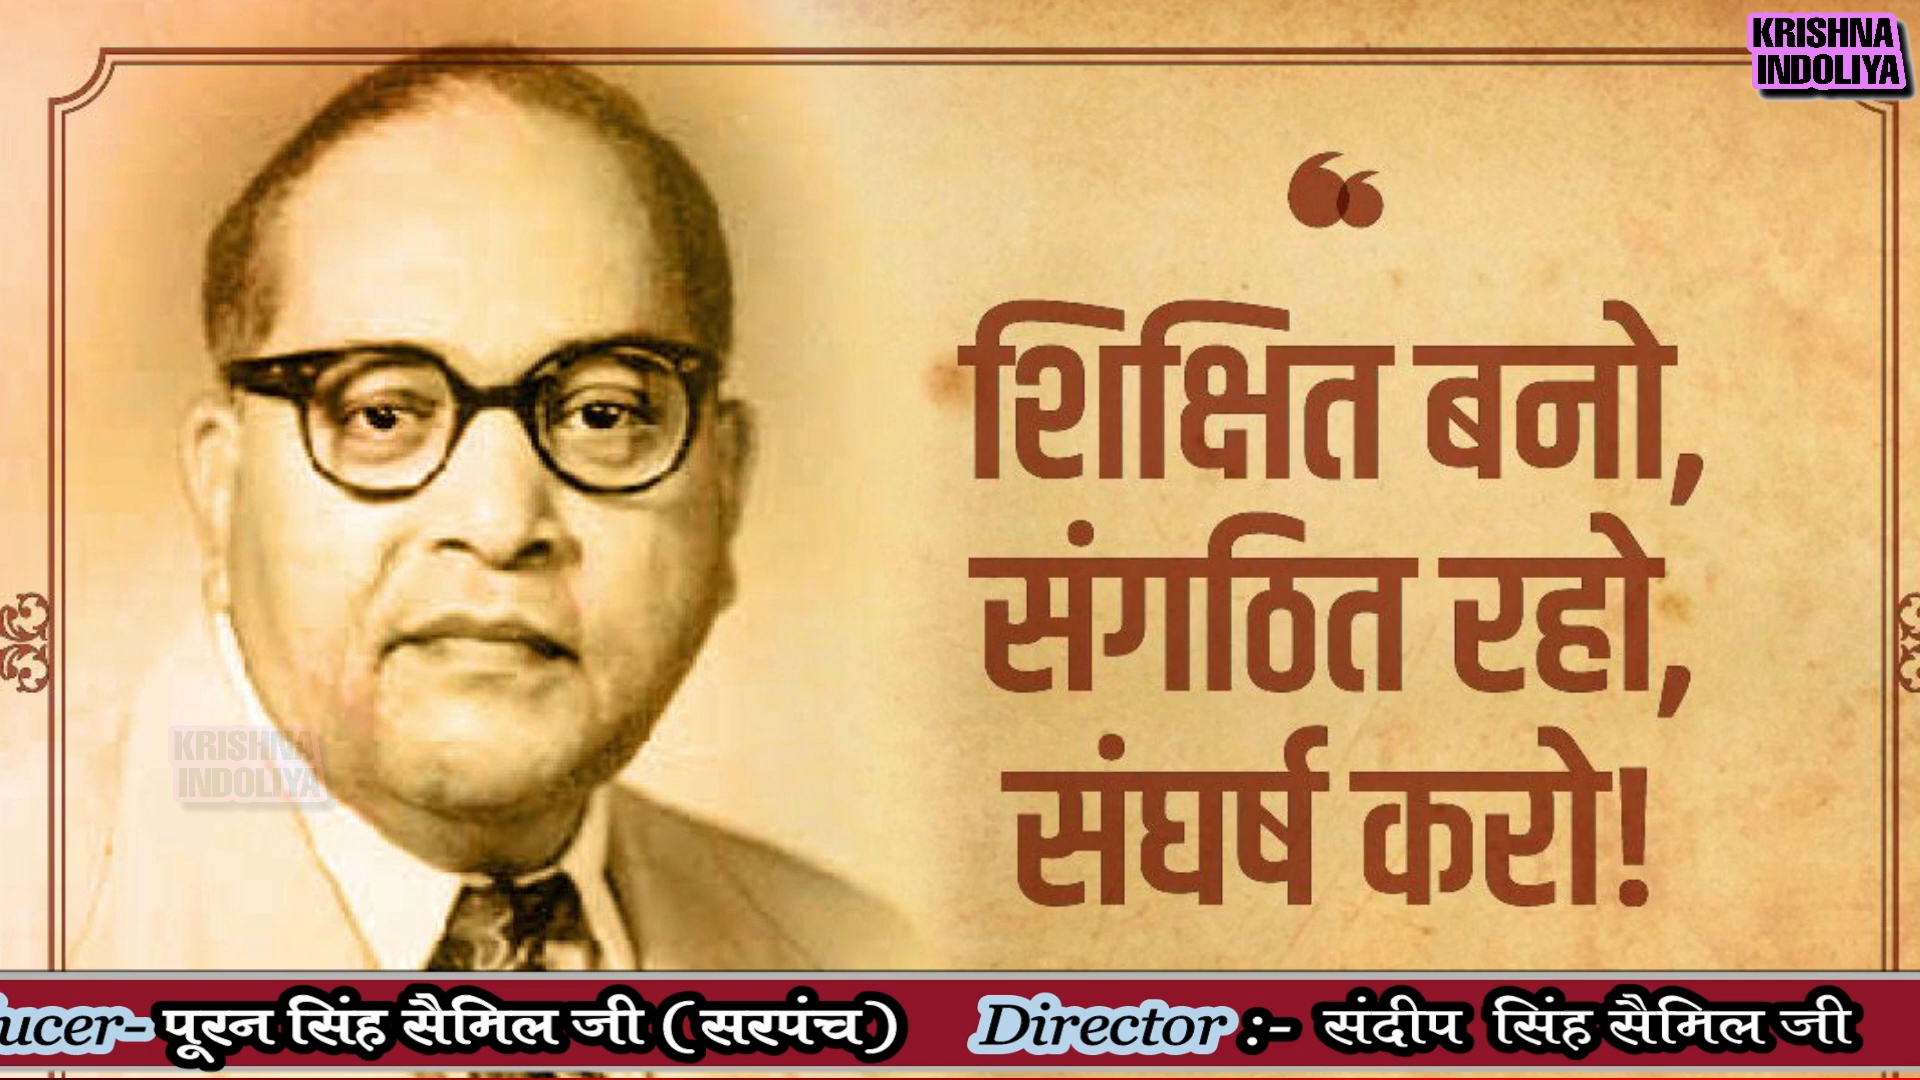 KRISHNA
INDOLIYA
❝
शिक्षित बनो,
संगठित रहो,
संघर्ष करो!
KRISHNA
INDOLIYA
ucer- पूरन सिंह सैमिल जी ( सरपंच ) Director :- संदीप सिंह सैमिल जी